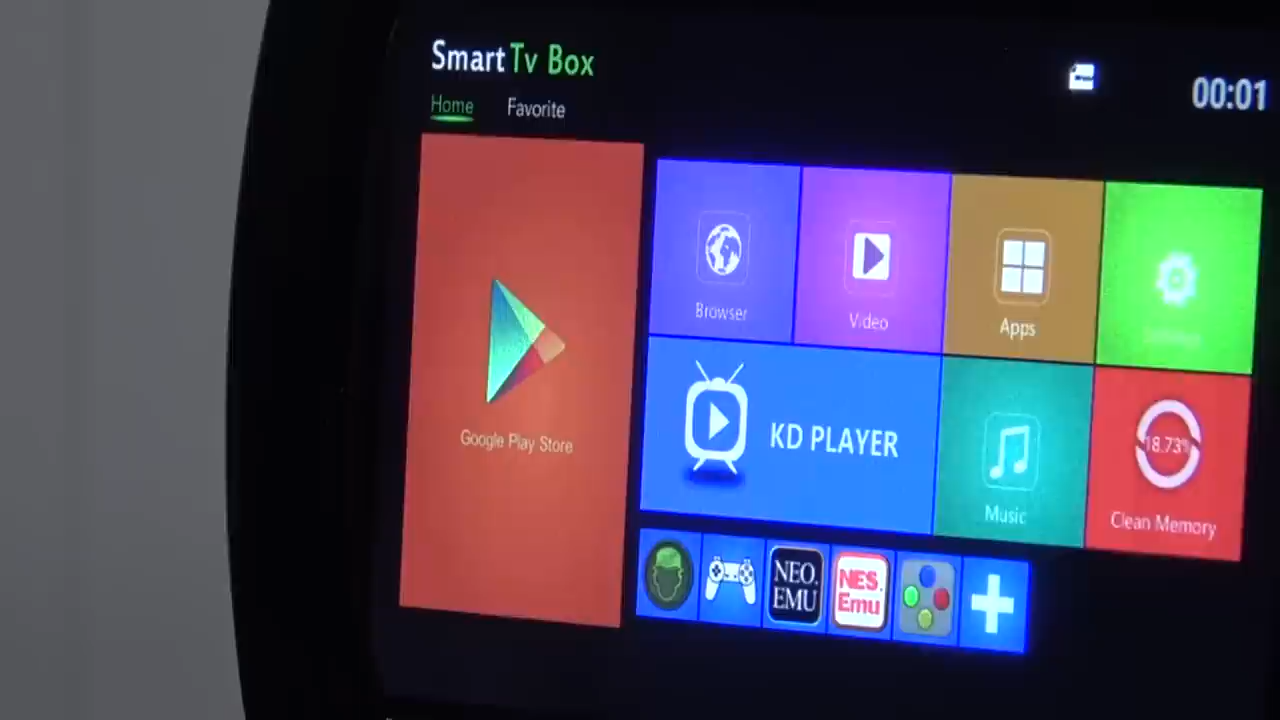 Smart Tv Box
00:01
Home Favorite
Google Play Store
Browser
Video
Apps
KD PLAYER
Music
18.73%
Clean Memory
NEO.
EMU
NES.
Emu